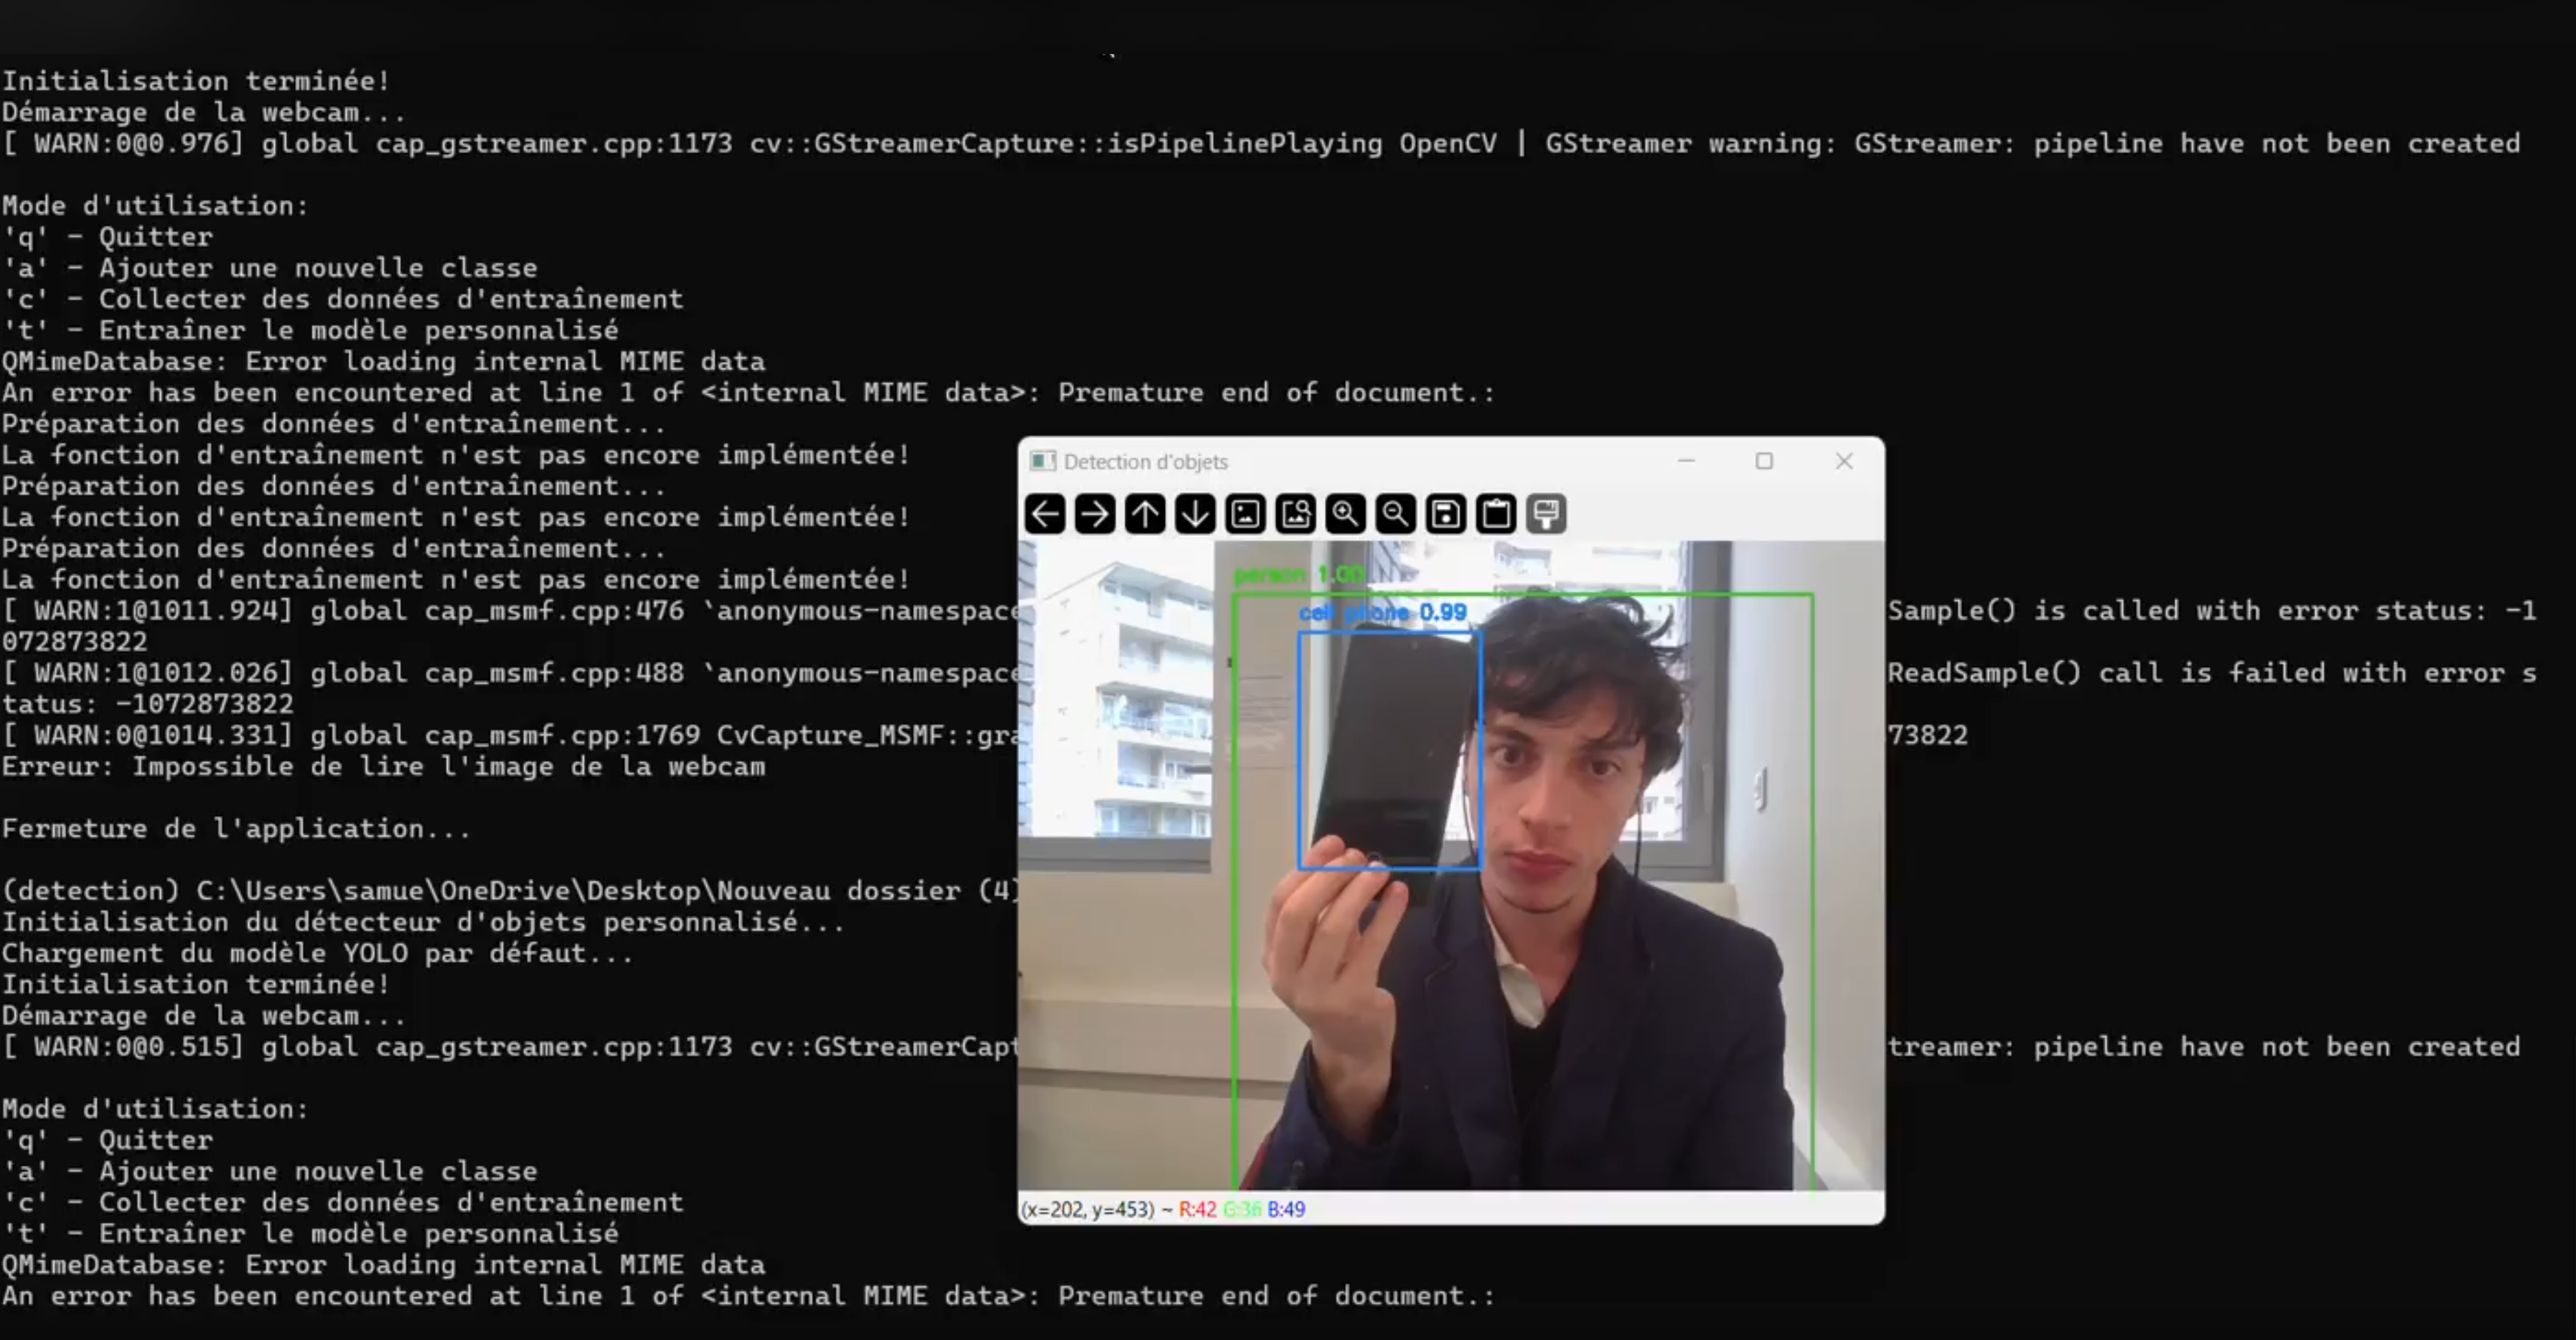 Initialisation terminée!
Démarrage de la webcam...
[ WARN:0@0.976] global cap_gstreamer.cpp:1173 cv::GStreamerCapture::isPipelinePlaying OpenCV | GStreamer warning: GStreamer: pipeline have not been created
Mode d'utilisation:
'q' - Quitter
'a' - Ajouter une nouvelle classe
'c' - Collecter des données d'entraînement
't' - Entraîner le modèle personnalisé
QMimeDatabase: Error loading internal MIME data
An error has been encountered at line 1 of <internal MIME data>: Premature end of document.:
Préparation des données d'entraînement...
La fonction d'entraînement n'est pas encore implémentée!
Préparation des données d'entraînement...
La fonction d'entraînement n'est pas encore implémentée!
Préparation des données d'entraînement...
La fonction d'entraînement n'est pas encore implémentée!
[ WARN:1@1011.924] global cap_msmf.cpp:476 `anonymous-namespace
Sample() is called with error status: -1
072873822
[ WARN:1@1012.026] global cap_msmf.cpp:488 `anonymous-namespace
ReadSample() call is failed with error s
tatus: -1072873822
[ WARN:0@1014.331] global cap_msmf.cpp:1769 CvCapture_MSMF::gra
73822
Erreur: Impossible de lire l'image de la webcam
Fermeture de l'application...
(detection) C:\Users\samue\OneDrive\Desktop\Nouveau dossier (4)
Initialisation du détecteur d'objets personnalisé...
Chargement du modèle YOLO par défaut...
Initialisation terminée!
Démarrage de la webcam...
[ WARN:0@0.515] global cap_gstreamer.cpp:1173 cv::GStreamerCapt
treamer: pipeline have not been created
Mode d'utilisation:
'q' - Quitter
'a' - Ajouter une nouvelle classe
'c' - Collecter des données d'entraînement
't' - Entraîner le modèle personnalisé
QMimeDatabase: Error loading internal MIME data
An error has been encountered at line 1 of <internal MIME data>: Premature end of document.:
Detection d'objets
person 1.00
cell phone 0.99
(x=202, y=453) ~ R:42 G:36 B:49